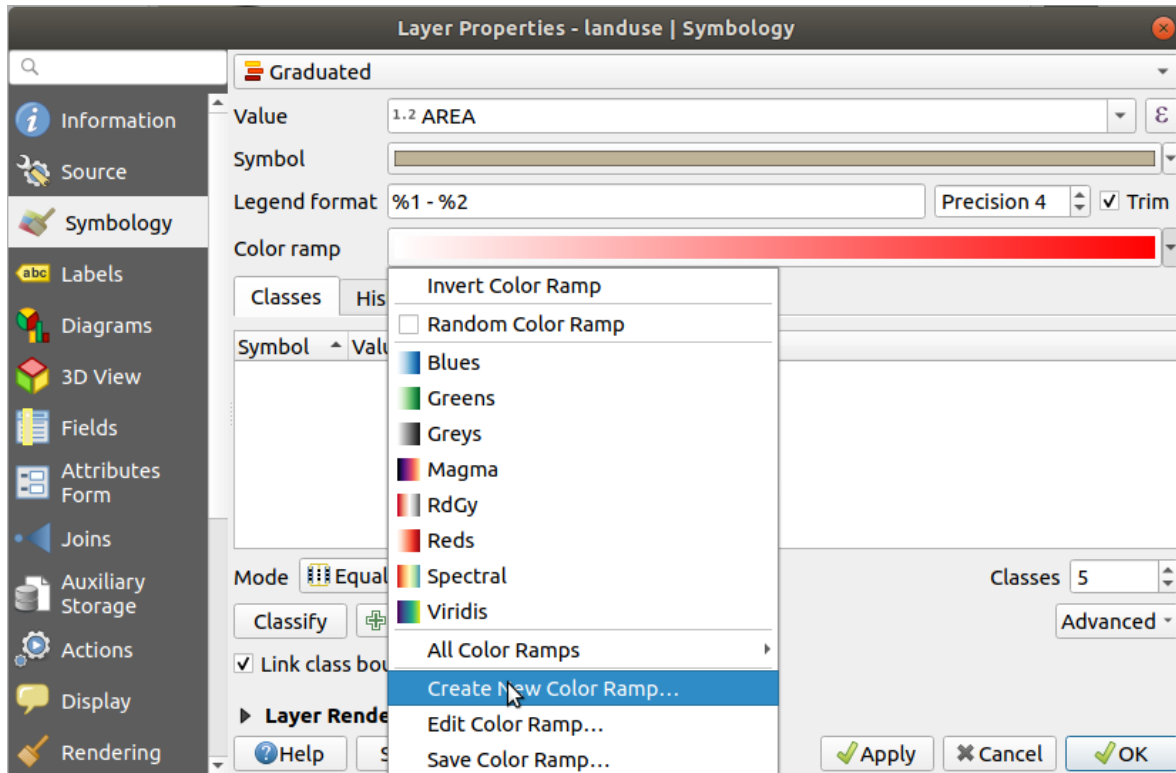 Layer Properties - landuse | Symbology
Information
Source
Symbology
abc Labels
Diagrams
3D View
Fields
Attributes
Form
Joins
Auxiliary
Storage
Actions
Display
Rendering
Graduated
Value 1.2 AREA ε
Symbol
Legend format %1 - %2 Precision 4 Trim
Color ramp
Classes His
Symbol Valu
Invert Color Ramp
Random Color Ramp
Blues
Greens
Greys
Magma
RdGy
Reds
Spectral
Viridis
All Color Ramps
Create New Color Ramp...
Edit Color Ramp...
Save Color Ramp...
Mode Equal Classes 5
Classify Advanced
Link class bou
Layer Rende
Help S Apply Cancel OK